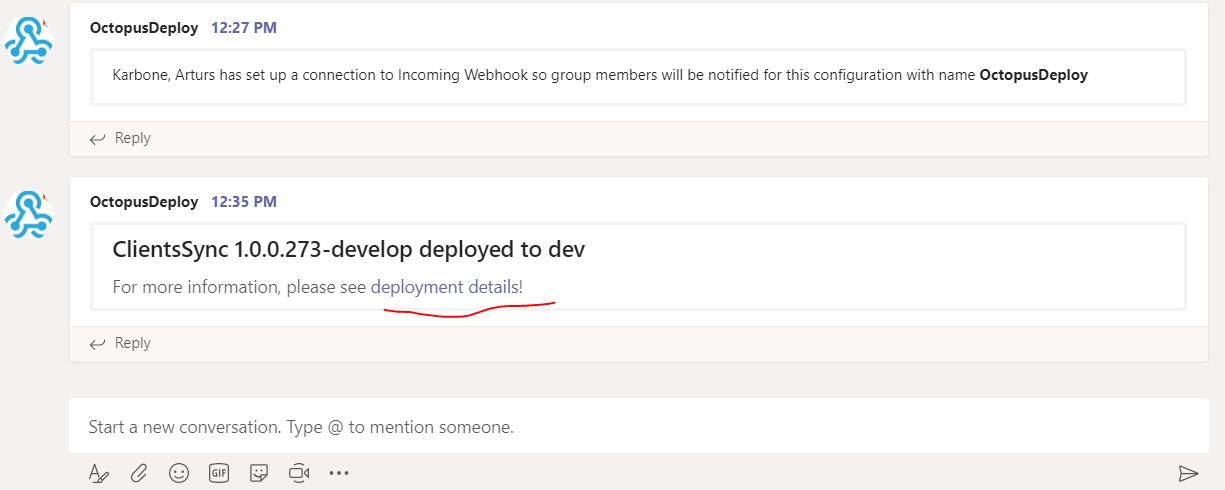 OctopusDeploy 12:27 PM
Karbone, Arturs has set up a connection to Incoming Webhook so group members will be notified for this configuration with name OctopusDeploy
Reply
OctopusDeploy 12:35 PM
ClientsSync 1.0.0.273-develop deployed to dev
For more information, please see deployment details!
Reply
Start a new conversation. Type @ to mention someone.
GIF